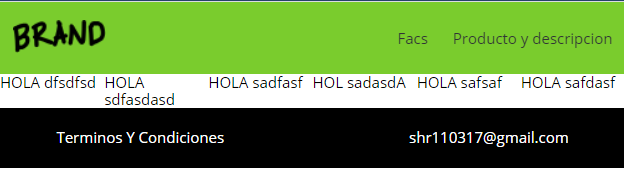 BRAND
Facs Producto y descripcion
HOLA dfsdfsd HOLA sdfasdasd HOLA sadfasf HOL sadasdA HOLA safsaf HOLA safdasf
Terminos Y Condiciones shr110317@gmail.com